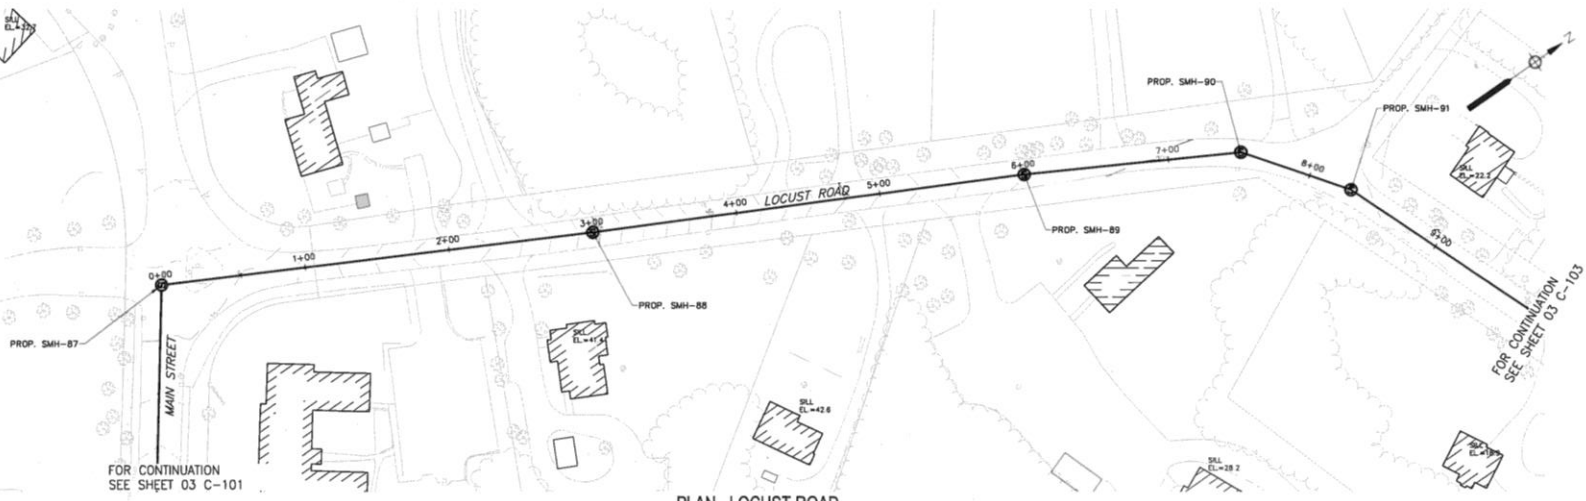 SILL
Z
PROP. SMH-90
PROP. SMH-91
7+00
8+00
6+00
SILL
EL.=22.2
LOCUST ROAD
5+00
4+00
3+00
2+00
PROP. SMH-89
9+00
1+00
0+00
PROP. SMH-88
PROP. SMH-87
MAIN STREET
SILL
EL.=41.4
FOR CONTINUATION
SEE SHEET 03 C-103
SILL
EL.=42.6
SILL
EL.=28.2
FOR CONTINUATION
SEE SHEET 03 C-101
PLAN - LOCUST ROAD